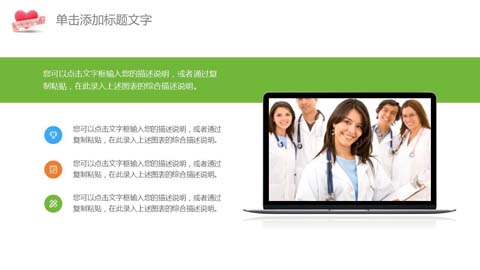 单击添加标题文字
您可以点击文字框输入您的描述说明，或者通过复
制粘贴，在此录入上述图表的综合描述说明。
您可以点击文字框输入您的描述说明，或者通过
复制粘贴，在此录入上述图表的综合描述说明。
您可以点击文字框输入您的描述说明，或者通过
复制粘贴，在此录入上述图表的综合描述说明。
您可以点击文字框输入您的描述说明，或者通过
复制粘贴，在此录入上述图表的综合描述说明。